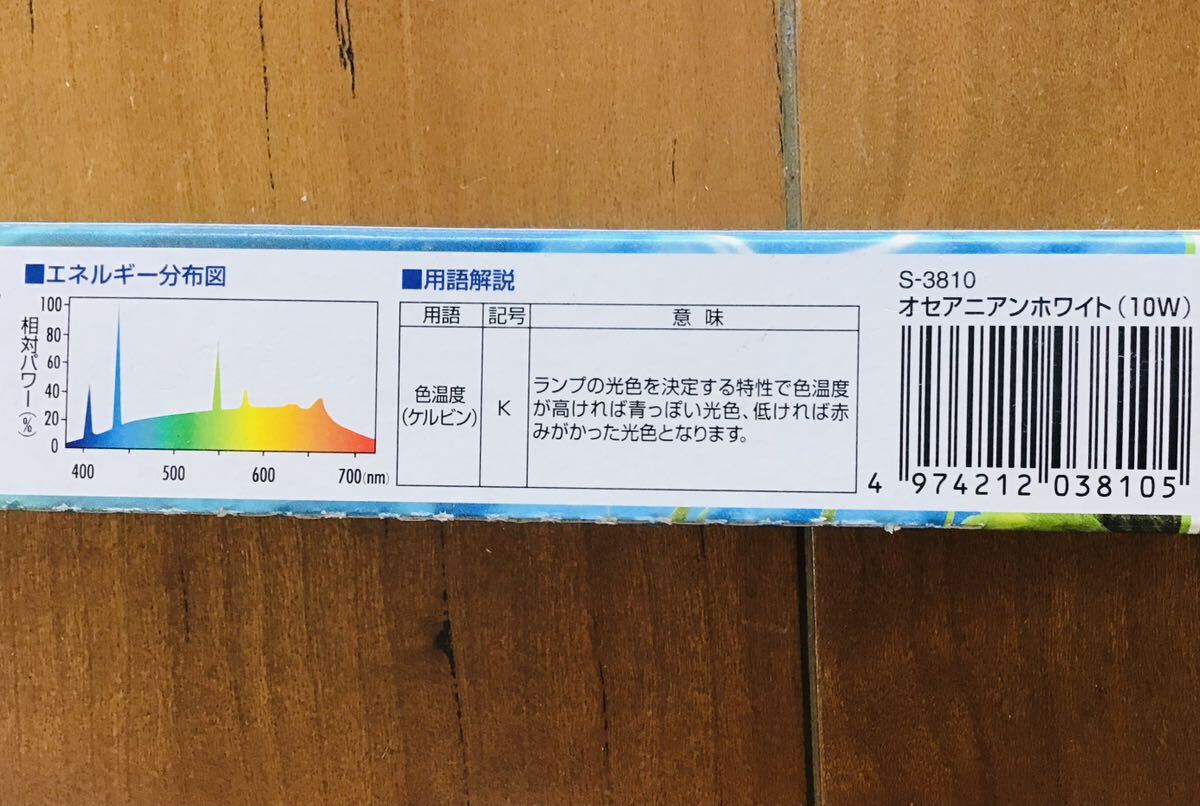 ■エネルギー分布図
相対パワー(%)
100
80
60
40
20
0
400 500 600 700(nm)
■用語解説
用語 記号 意味
色温度
(ケルビン)
K
ランプの光色を決定する特性で色温度
が高ければ青っぽい光色、低ければ赤
みがかった光色となります。
S-3810
オセアニアンホワイト(10W)
4 974212 038105